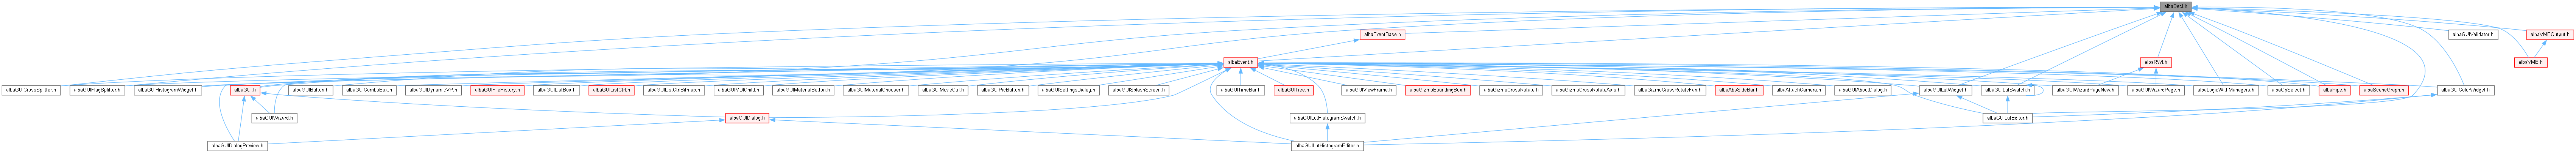 albaDecl.h
albaEventBase.h
albaGUIValidator.h
albaVMEOutput.h
albaEvent.h
albaRWI.h
albaVME.h
albaGUICrossSplitter.h
albaGUIFlagSplitter.h
albaGUIHistogramWidget.h
albaGUI.h
albaGUIButton.h
albaGUIComboBox.h
albaGUIDynamicVP.h
albaGUIFileHistory.h
albaGUIListBox.h
albaGUIListCtrl.h
albaGUIListCtrlBitmap.h
albaGUIMDIChild.h
albaGUIMaterialButton.h
albaGUIMaterialChooser.h
albaGUIMovieCtrl.h
albaGUIPicButton.h
albaGUISettingsDialog.h
albaGUISplashScreen.h
albaGUITimeBar.h
albaGUITree.h
albaGUIViewFrame.h
albaGizmoBoundingBox.h
albaGizmoCrossRotate.h
albaGizmoCrossRotateAxis.h
albaGizmoCrossRotateFan.h
albaAbsSideBar.h
albaAttachCamera.h
albaGUIAboutDialog.h
albaGUILutWidget.h
albaGUILutSwatch.h
albaGUIWizardPageNew.h
albaGUIWizardPage.h
albaLogicWithManagers.h
albaOpSelect.h
albaPipe.h
albaSceneGraph.h
albaGUIColorWidget.h
albaGUIWizard.h
albaGUIDialog.h
albaGUILutHistogramSwatch.h
albaGUILutEditor.h
albaGUIDialogPreview.h
albaGUILutHistogramEditor.h